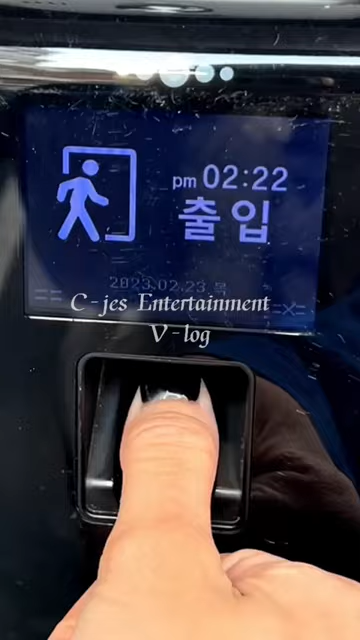 pm 02:22
출입
2023.02.23 목
C-jes Entertainment
V-log